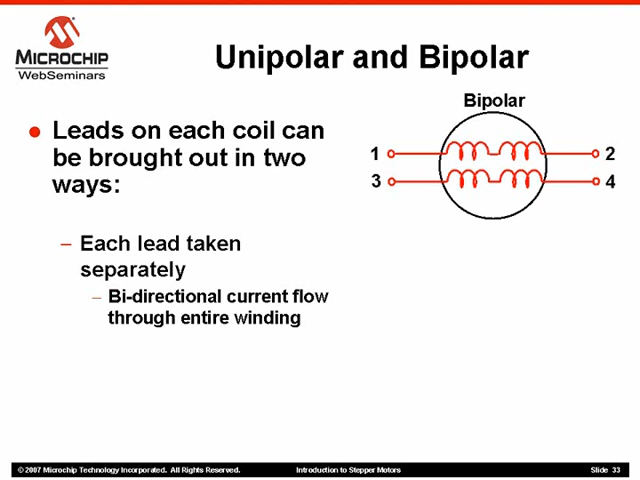 MICROCHIP
WebSeminars
Unipolar and Bipolar
● Leads on each coil can
be brought out in two
ways:
– Each lead taken
separately
– Bi-directional current flow
through entire winding
Bipolar
1 2
3 4
© 2007 Microchip Technology Incorporated. All Rights Reserved. Introduction to Stepper Motors Slide 33